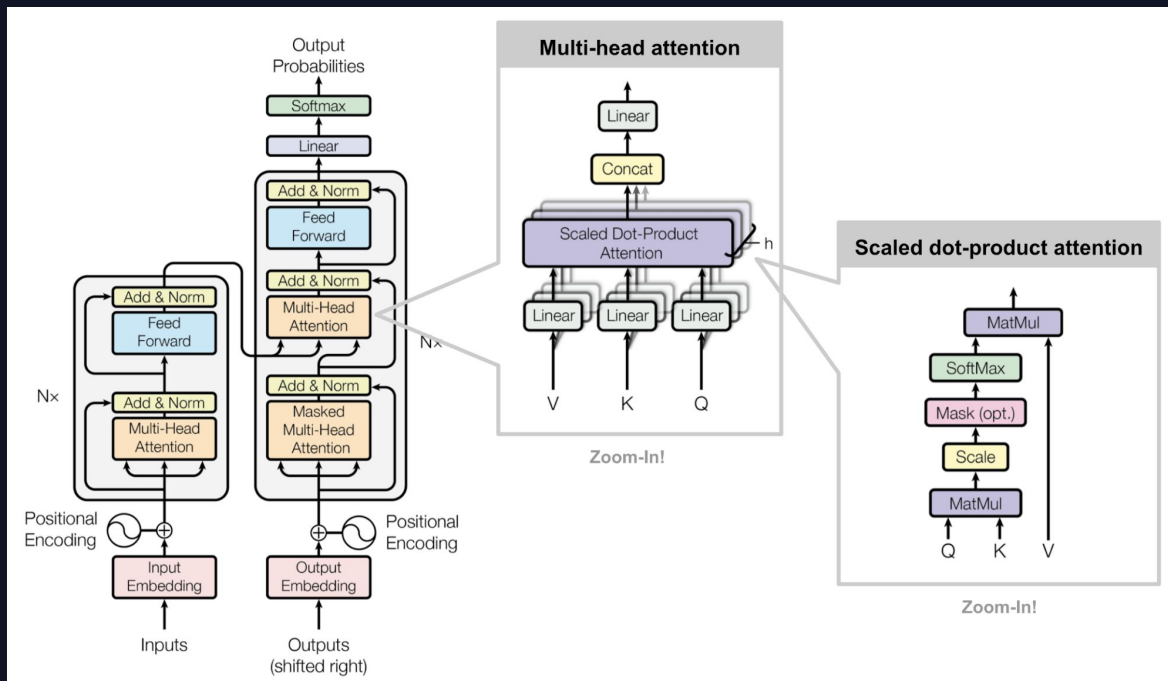 Output
Probabilities
Softmax
Linear
Add & Norm
Feed
Forward
Add & Norm
Multi-Head
Attention
Add & Norm
Masked
Multi-Head
Attention
Nx
Positional
Encoding
Output
Embedding
Outputs
(shifted right)
Add & Norm
Feed
Forward
Add & Norm
Multi-Head
Attention
Nx
Positional
Encoding
Input
Embedding
Inputs
Multi-head attention
Linear
Concat
Scaled Dot-Product
Attention
h
Linear Linear Linear
V K Q
Zoom-In!
Scaled dot-product attention
MatMul
SoftMax
Mask (opt.)
Scale
MatMul
Q K V
Zoom-In!